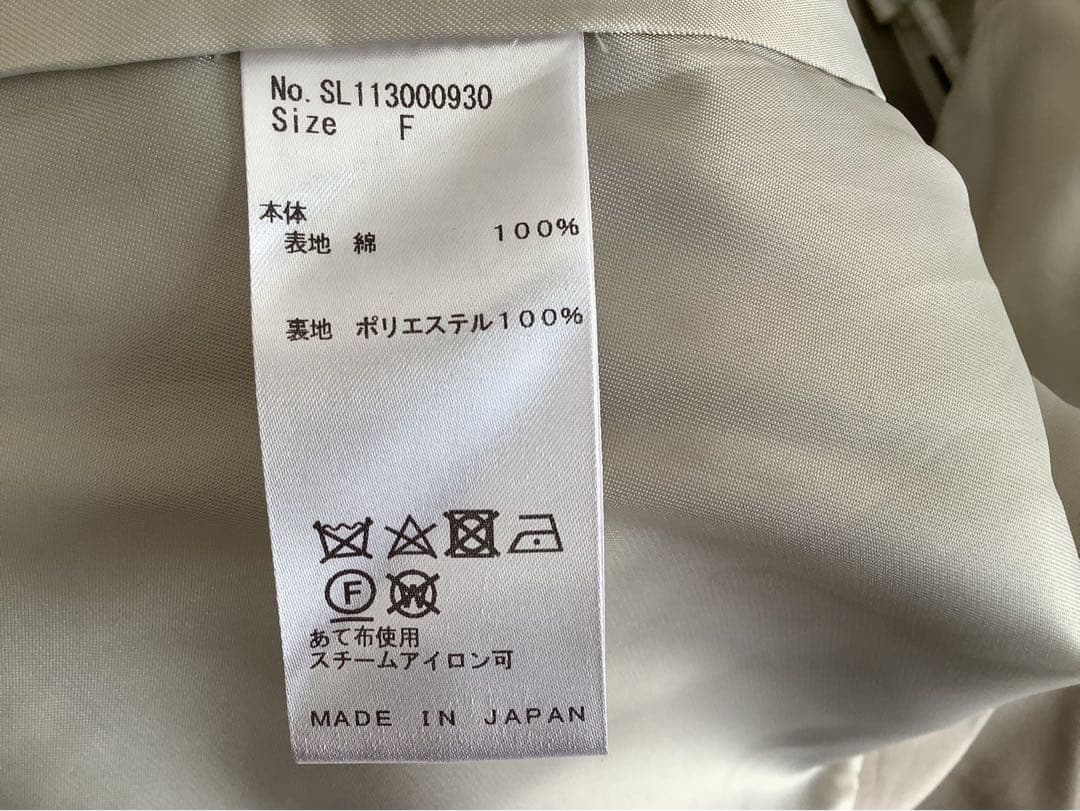 No. SL113000930
Size F
本体
表地 綿 100%
裏地 ポリエステル100%
F
W
あて布使用
スチームアイロン可
MADE IN JAPAN